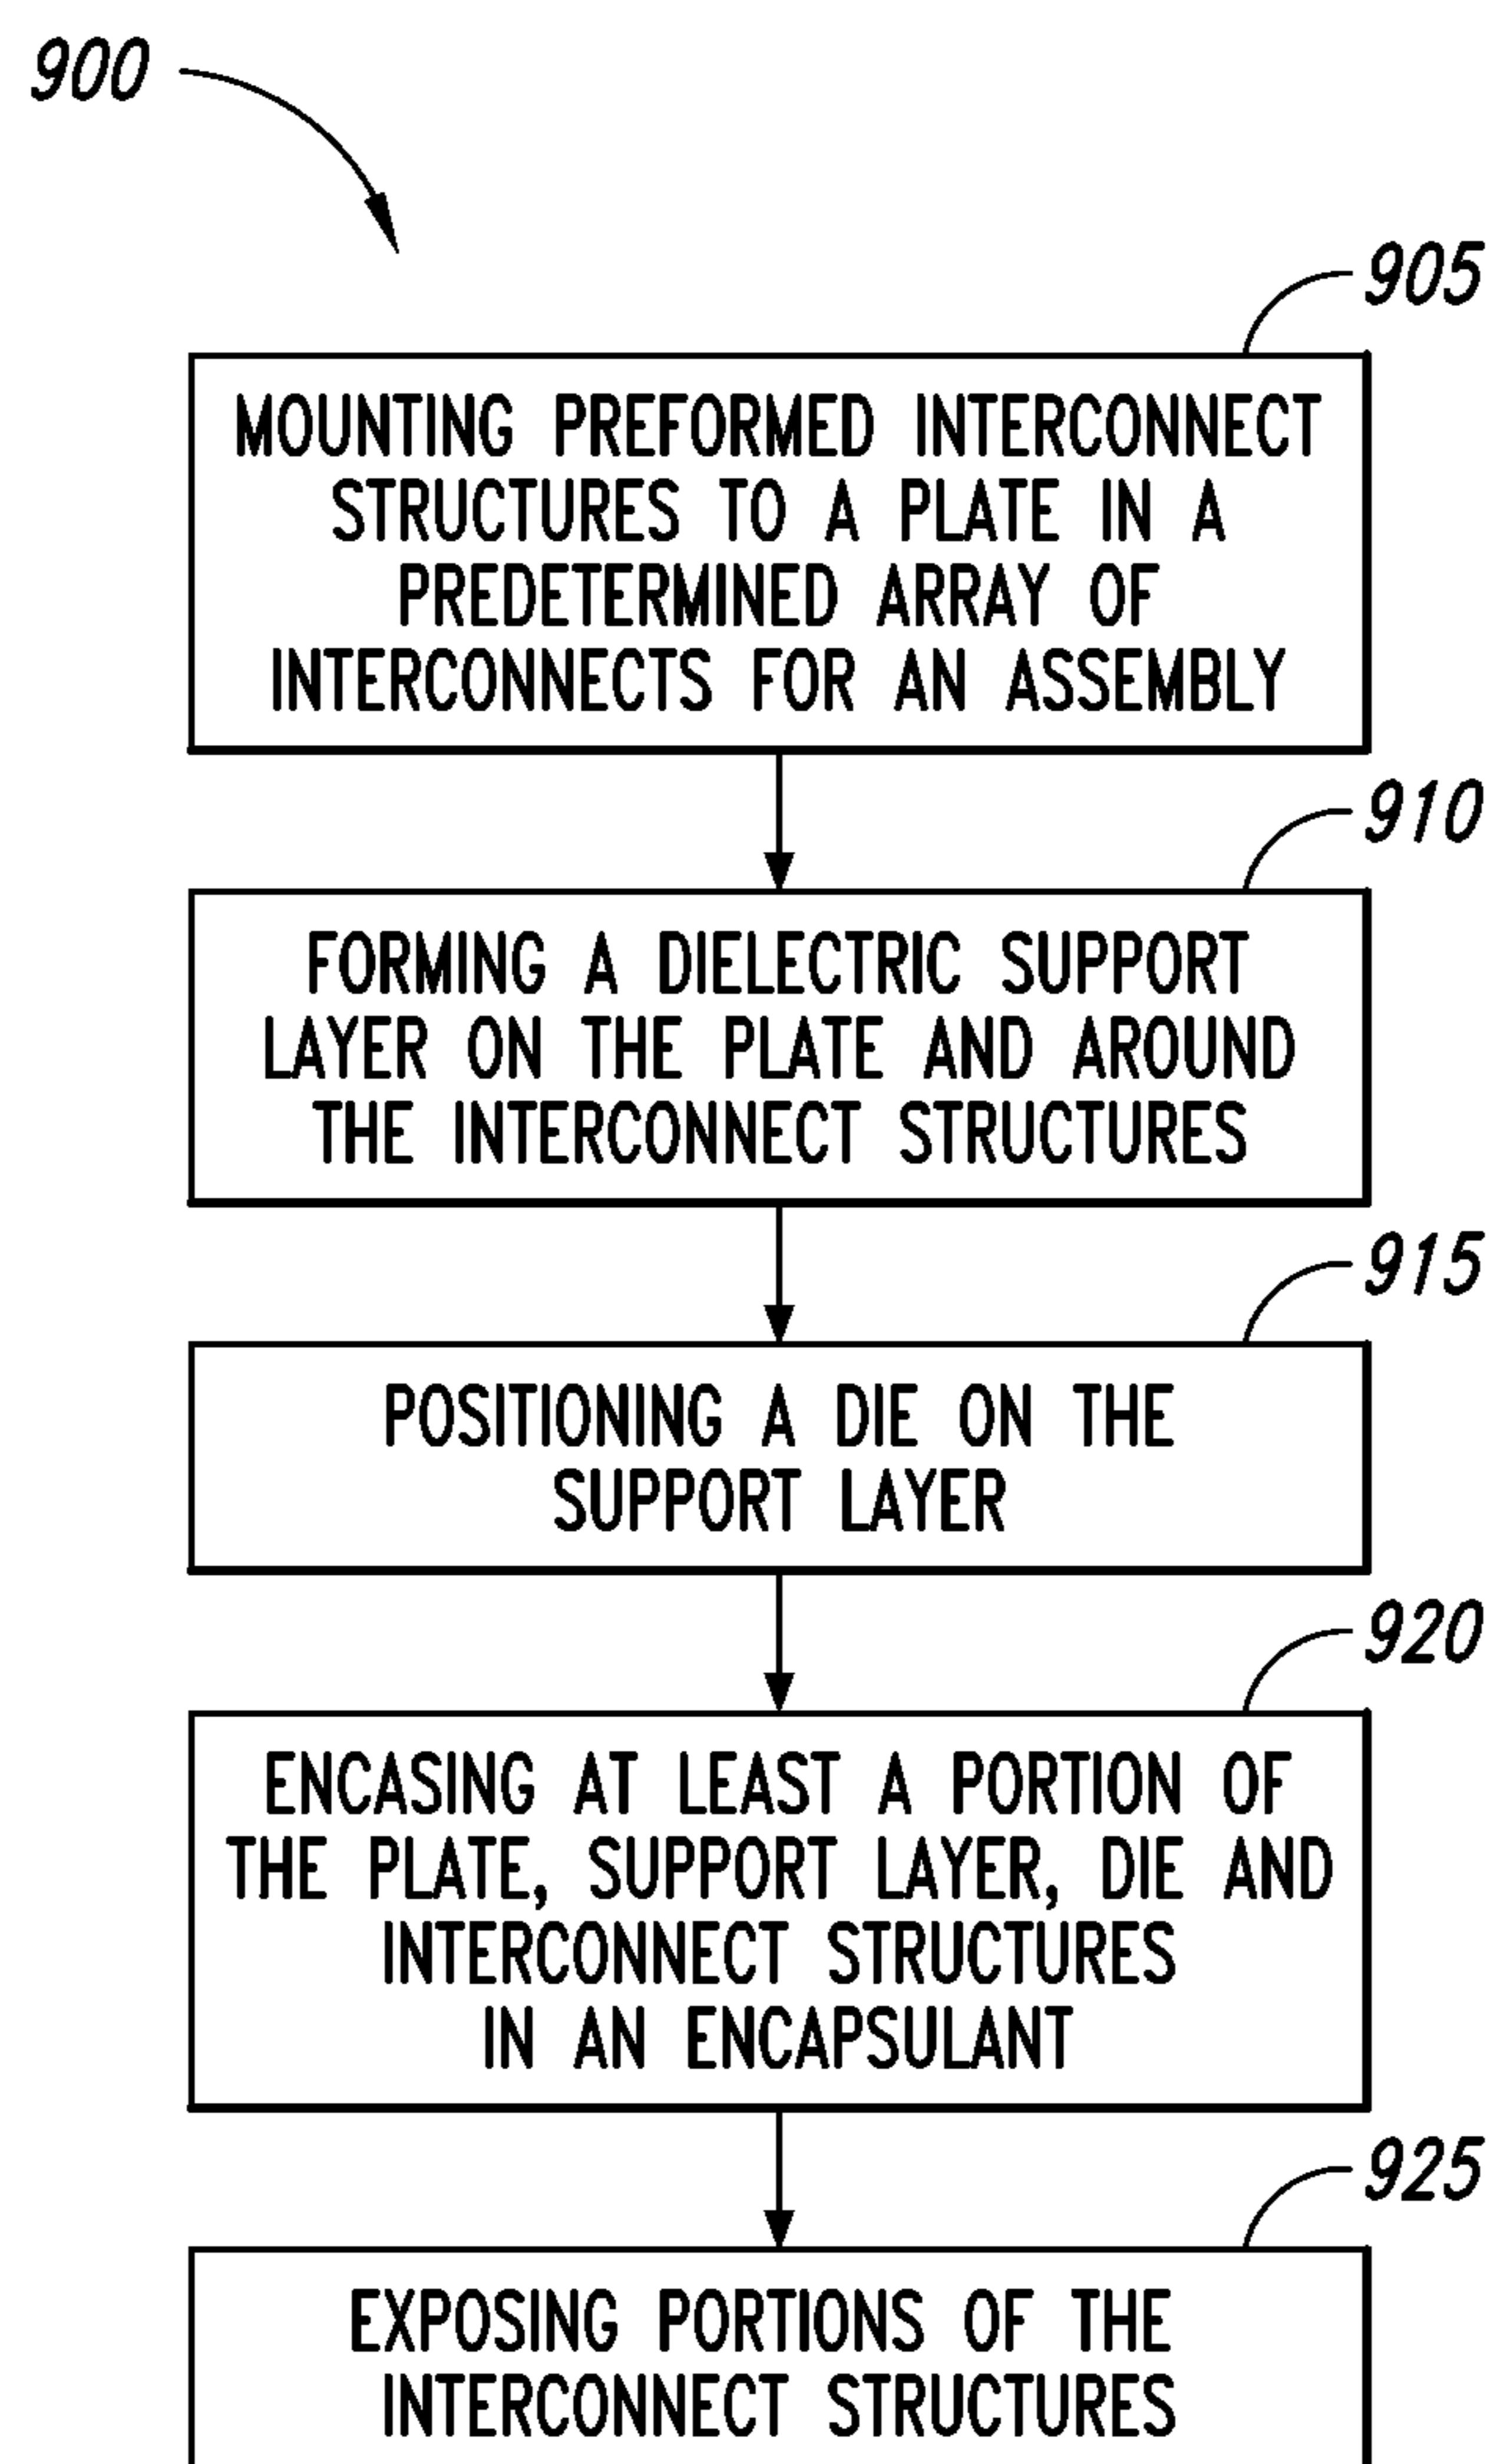 900
905
MOUNTING PREFORMED INTERCONNECT
STRUCTURES TO A PLATE IN A
PREDETERMINED ARRAY OF
INTERCONNECTS FOR AN ASSEMBLY
910
FORMING A DIELECTRIC SUPPORT
LAYER ON THE PLATE AND AROUND
THE INTERCONNECT STRUCTURES
915
POSITIONING A DIE ON THE
SUPPORT LAYER
920
ENCASING AT LEAST A PORTION OF
THE PLATE, SUPPORT LAYER, DIE AND
INTERCONNECT STRUCTURES
IN AN ENCAPSULANT
925
EXPOSING PORTIONS OF THE
INTERCONNECT STRUCTURES